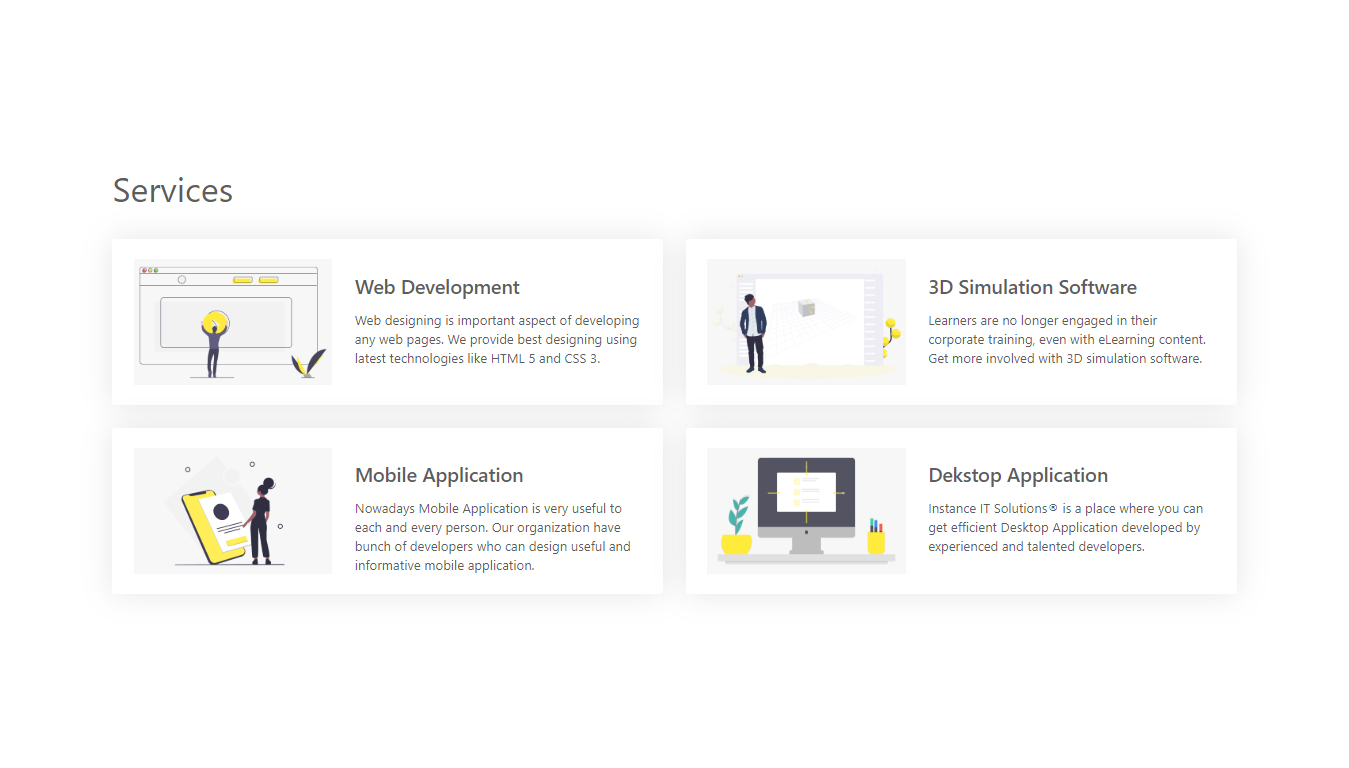 Services
Web Development
Web designing is important aspect of developing
any web pages. We provide best designing using
latest technologies like HTML 5 and CSS 3.
3D Simulation Software
Learners are no longer engaged in their
corporate training, even with eLearning content.
Get more involved with 3D simulation software.
Mobile Application
Nowadays Mobile Application is very useful to
each and every person. Our organization have
bunch of developers who can design useful and
informative mobile application.
Dekstop Application
Instance IT Solutions® is a place where you can
get efficient Desktop Application developed by
experienced and talented developers.